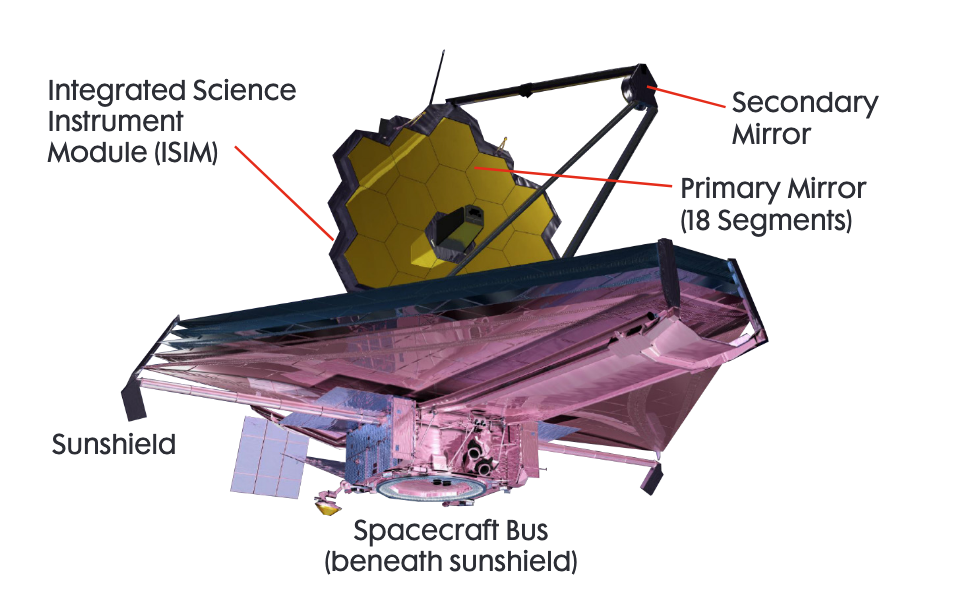 Integrated Science
Instrument
Module (ISIM)
Secondary
Mirror
Primary Mirror
(18 Segments)
Sunshield
Spacecraft Bus
(beneath sunshield)